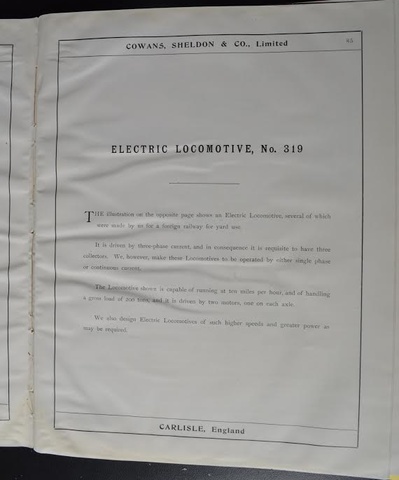 COWANS, SHELDON & CO., Limited
65
ELECTRIC LOCOMOTIVE, No. 319
THE illustration on the opposite page shows an Electric Locomotive, several of which
were made by us for a foreign railway for yard use.
It is driven by three-phase current, and in consequence it is requisite to have three
collectors. We, however, make these Locomotives to be operated by either single phase
or continuous current.
The Locomotive shown is capable of running at ten miles per hour, and of handling
a gross load of 200 tons, and it is driven by two motors, one on each axle.
We also design Electric Locomotives of much higher speeds and greater power as
may be required.
CARLISLE, England